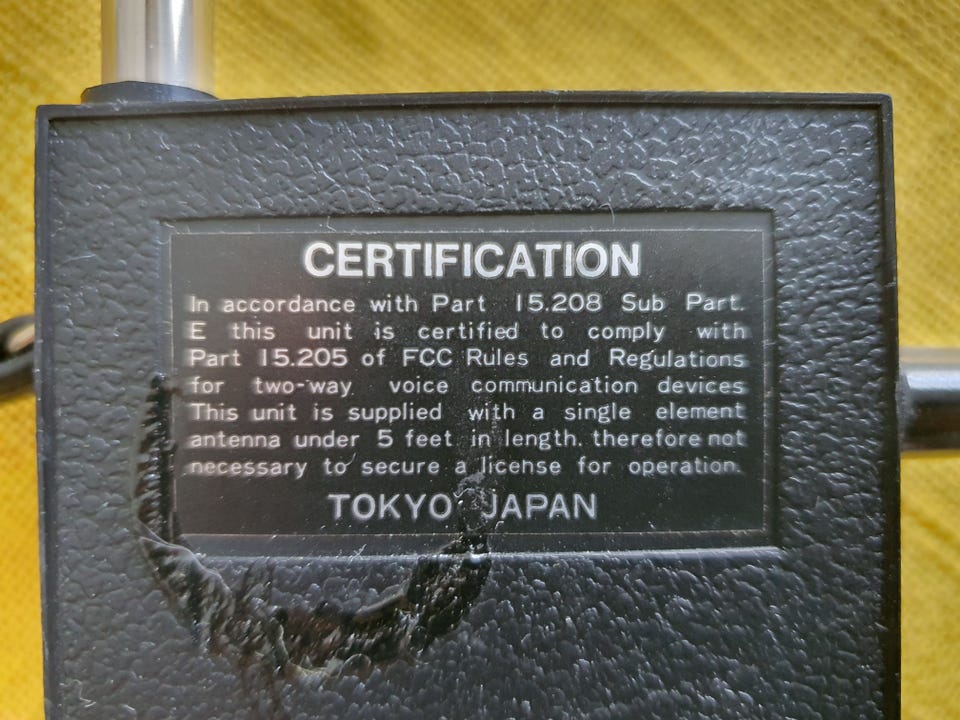 CERTIFICATION
In accordance with Part 15.208 Sub Part.
E this unit is certified to comply with
Part 15.205 of FCC Rules and Regulations
for two-way voice communication devices
This unit is supplied with a single element
antenna under 5 feet in length. therefore not
necessary to secure a license for operation.
TOKYO JAPAN